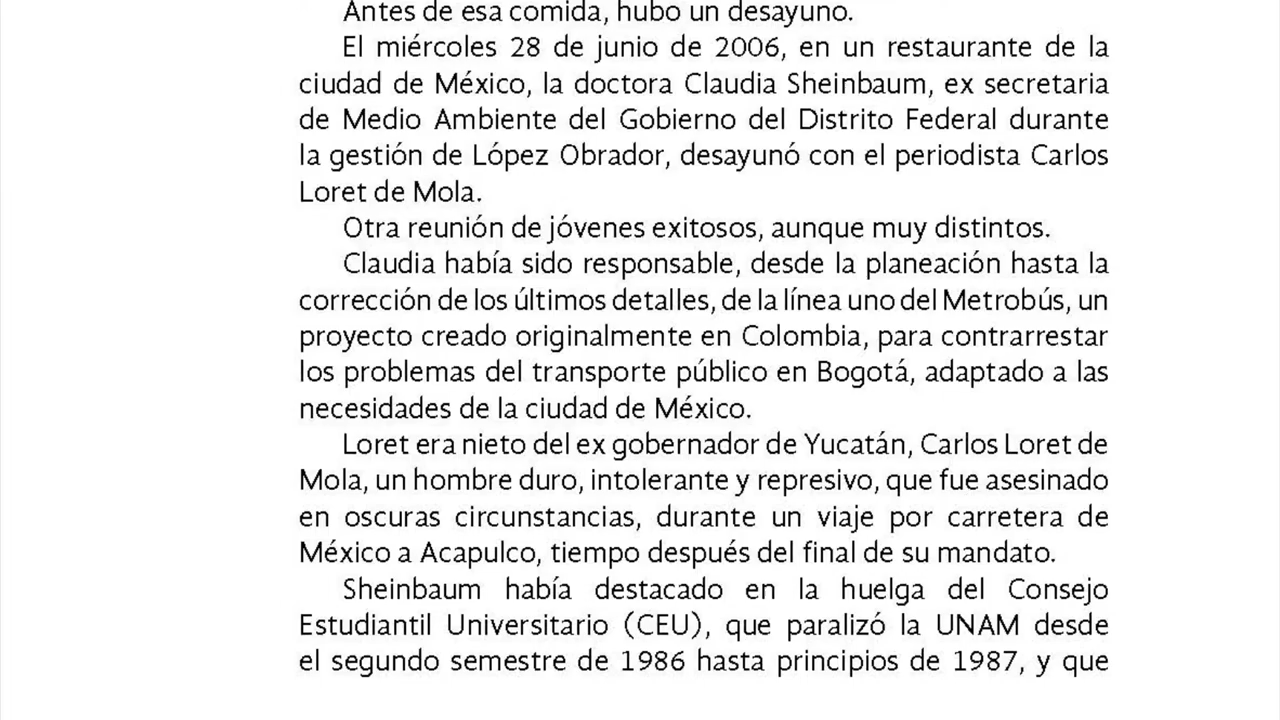 Antes de esa comida, hubo un desayuno.
El miércoles 28 de junio de 2006, en un restaurante de la
ciudad de México, la doctora Claudia Sheinbaum, ex secretaria
de Medio Ambiente del Gobierno del Distrito Federal durante
la gestión de López Obrador, desayunó con el periodista Carlos
Loret de Mola.
Otra reunión de jóvenes exitosos, aunque muy distintos.
Claudia había sido responsable, desde la planeación hasta la
corrección de los últimos detalles, de la línea uno del Metrobús, un
proyecto creado originalmente en Colombia, para contrarrestar
los problemas del transporte público en Bogotá, adaptado a las
necesidades de la ciudad de México.
Loret era nieto del ex gobernador de Yucatán, Carlos Loret de
Mola, un hombre duro, intolerante y represivo, que fue asesinado
en oscuras circunstancias, durante un viaje por carretera de
México a Acapulco, tiempo después del final de su mandato.
Sheinbaum había destacado en la huelga del Consejo
Estudiantil Universitario (CEU), que paralizó la UNAM desde
el segundo semestre de 1986 hasta principios de 1987, y que